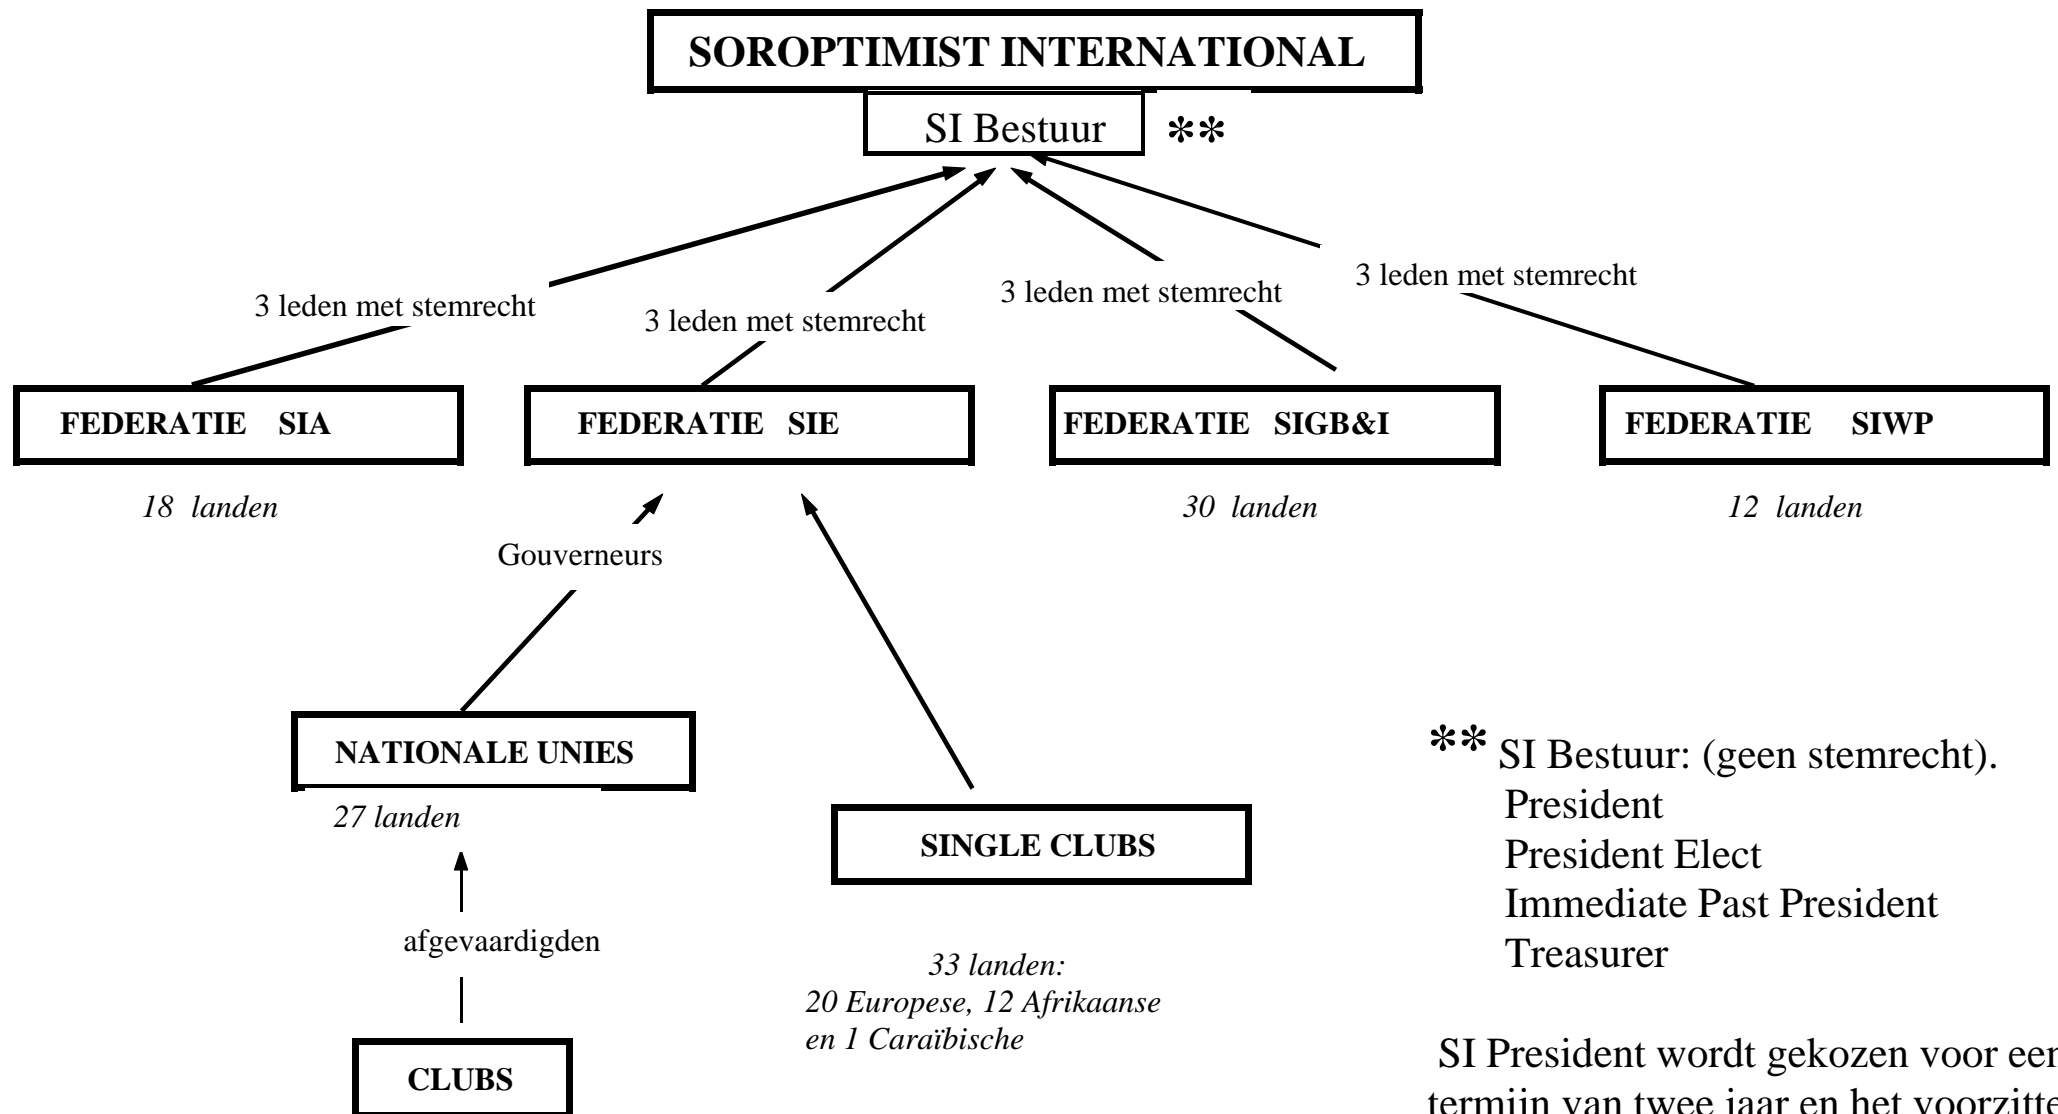 SOROPTIMIST INTERNATIONAL
SI Bestuur **
3 leden met stemrecht
3 leden met stemrecht
3 leden met stemrecht
3 leden met stemrecht
FEDERATIE SIA
FEDERATIE SIE
FEDERATIE SIGB&I
FEDERATIE SIWP
18 landen
30 landen
12 landen
Gouverneurs
NATIONALE UNIES
27 landen
SINGLE CLUBS
afgevaardigden
33 landen:
20 Europese, 12 Afrikaanse
en 1 Caraïbische
CLUBS
** SI Bestuur: (geen stemrecht).
President
President Elect
Immediate Past President
Treasurer
SI President wordt gekozen voor een
termijn van twee jaar en het voorzitte